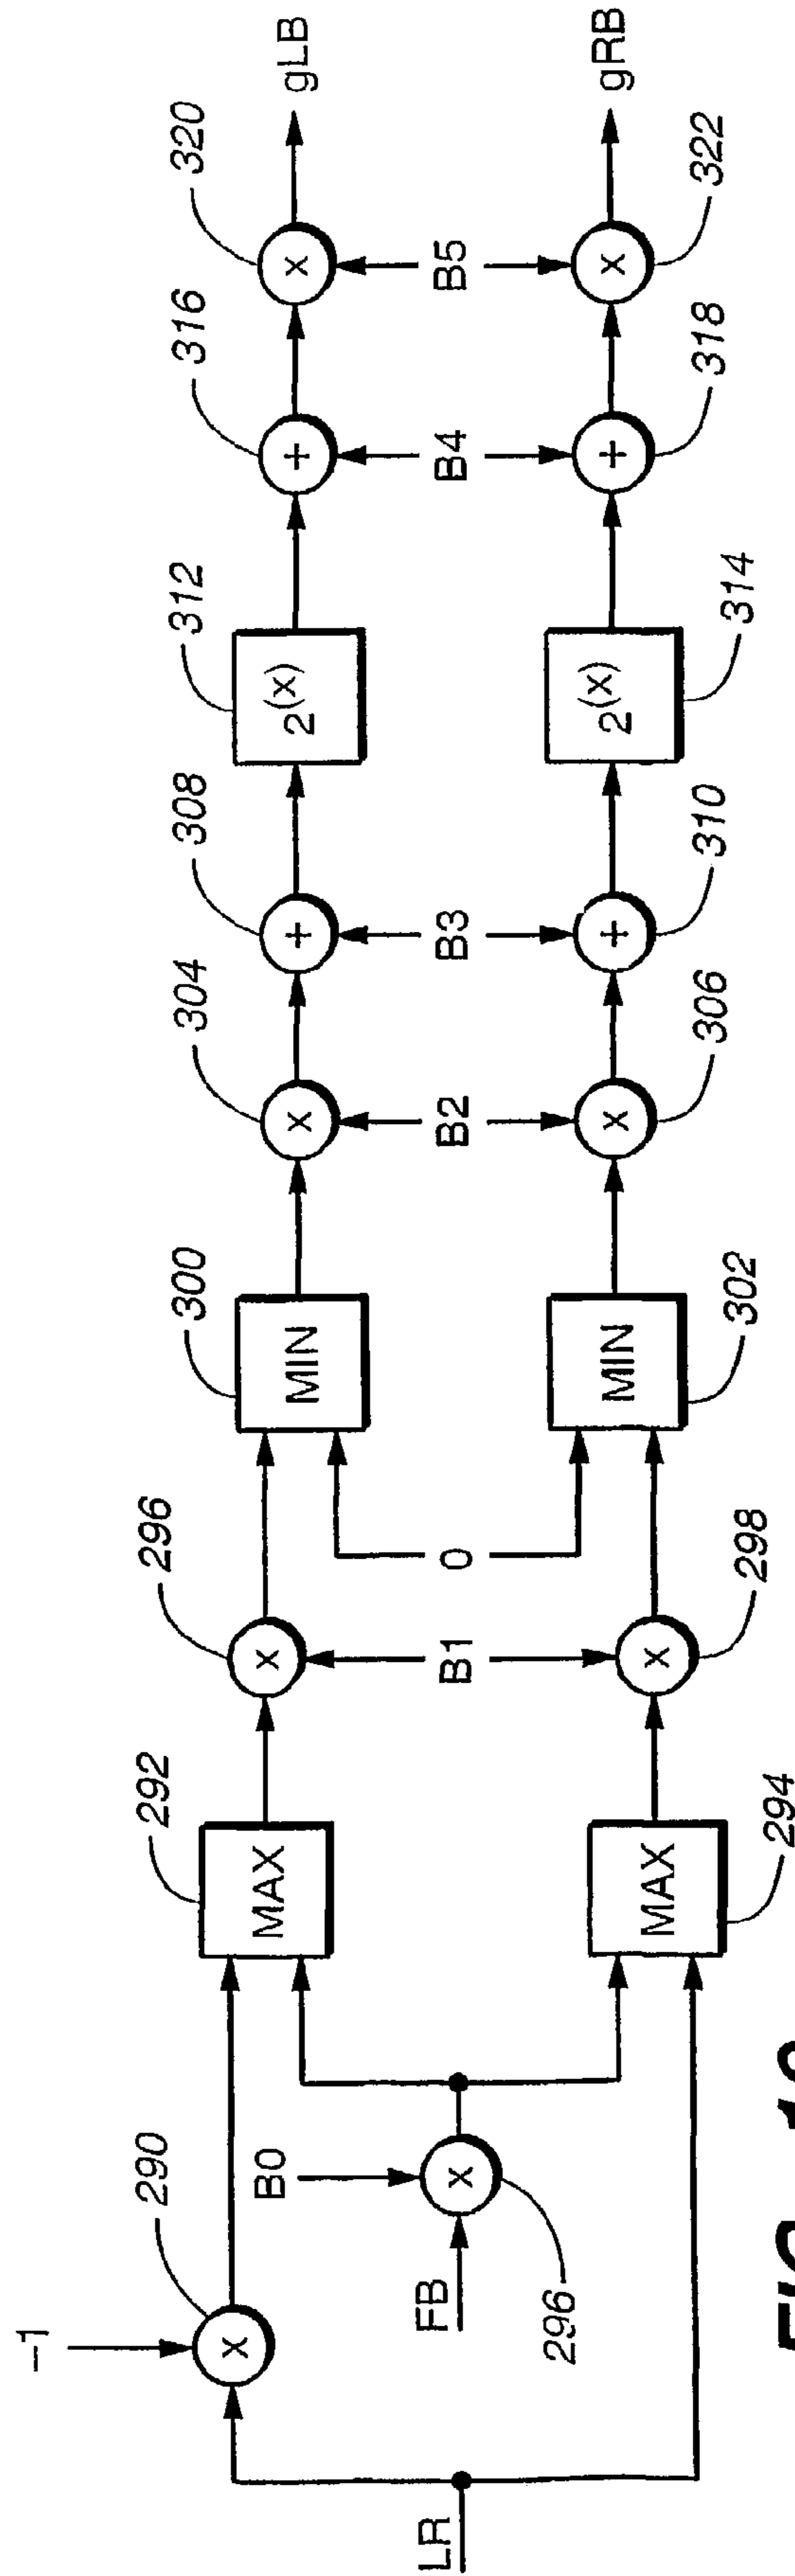 −1
290
292
296
300
304
308
312
316
320
x
MAX
x
MIN
x
+
2(x)
+
x
gLB
B0
LR
FB
x
296
B1
0
B2
B3
B4
B5
MAX
x
MIN
x
+
2(x)
+
x
gRB
294
298
302
306
310
314
318
322